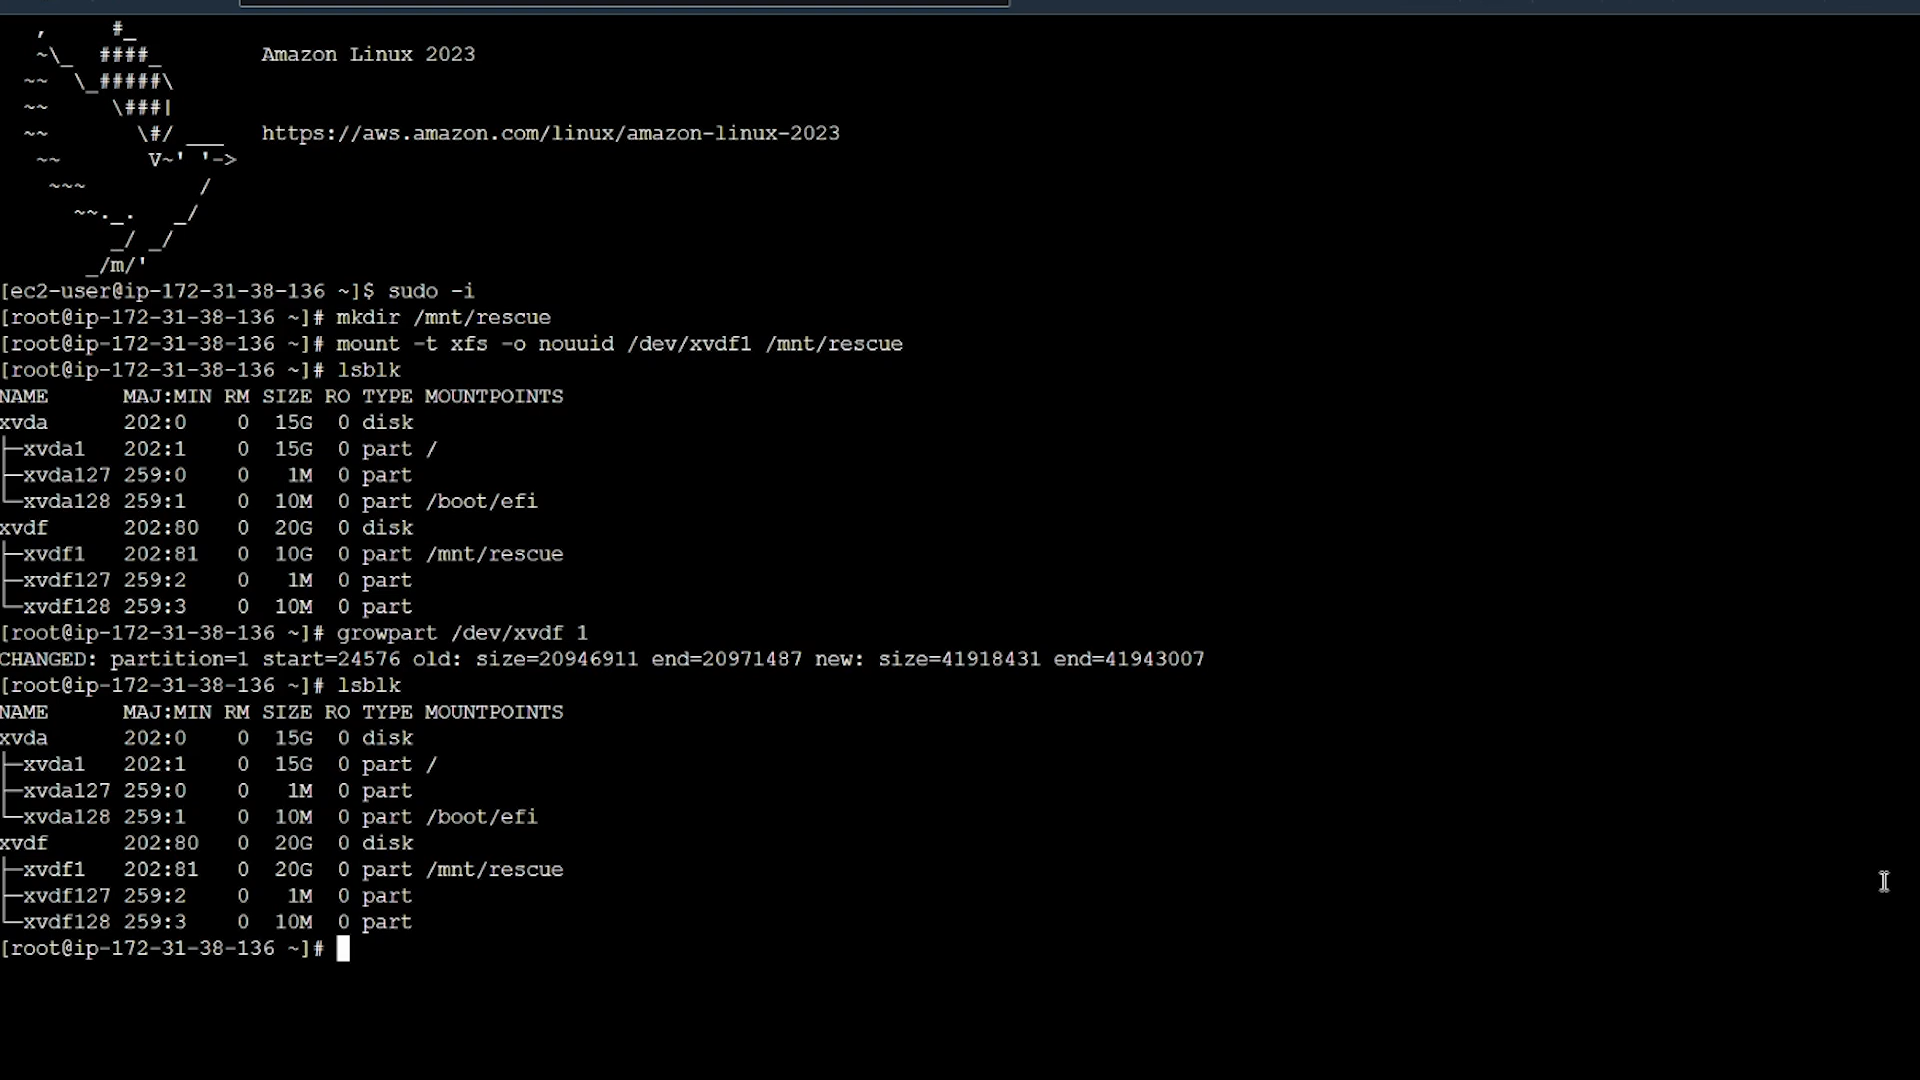 ,     #_
   ~\_  ####_        Amazon Linux 2023
  ~~  \_#####\
  ~~     \###|
  ~~       \#/ ___   https://aws.amazon.com/linux/amazon-linux-2023
   ~~       V~' '->
    ~~~         /
      ~~._.   _/
         _/ _/
       _/m/'
[ec2-user@ip-172-31-38-136 ~]$ sudo -i
[root@ip-172-31-38-136 ~]# mkdir /mnt/rescue
[root@ip-172-31-38-136 ~]# mount -t xfs -o nouuid /dev/xvdf1 /mnt/rescue
[root@ip-172-31-38-136 ~]# lsblk
NAME      MAJ:MIN RM SIZE RO TYPE MOUNTPOINTS
xvda      202:0    0  15G  0 disk
├─xvda1   202:1    0  15G  0 part /
├─xvda127 259:0    0   1M  0 part
└─xvda128 259:1    0  10M  0 part /boot/efi
xvdf      202:80   0  20G  0 disk
├─xvdf1   202:81   0  10G  0 part /mnt/rescue
├─xvdf127 259:2    0   1M  0 part
└─xvdf128 259:3    0  10M  0 part
[root@ip-172-31-38-136 ~]# growpart /dev/xvdf 1
CHANGED: partition=1 start=24576 old: size=20946911 end=20971487 new: size=41918431 end=41943007
[root@ip-172-31-38-136 ~]# lsblk
NAME      MAJ:MIN RM SIZE RO TYPE MOUNTPOINTS
xvda      202:0    0  15G  0 disk
├─xvda1   202:1    0  15G  0 part /
├─xvda127 259:0    0   1M  0 part
└─xvda128 259:1    0  10M  0 part /boot/efi
xvdf      202:80   0  20G  0 disk
├─xvdf1   202:81   0  20G  0 part /mnt/rescue
├─xvdf127 259:2    0   1M  0 part
└─xvdf128 259:3    0  10M  0 part
[root@ip-172-31-38-136 ~]#